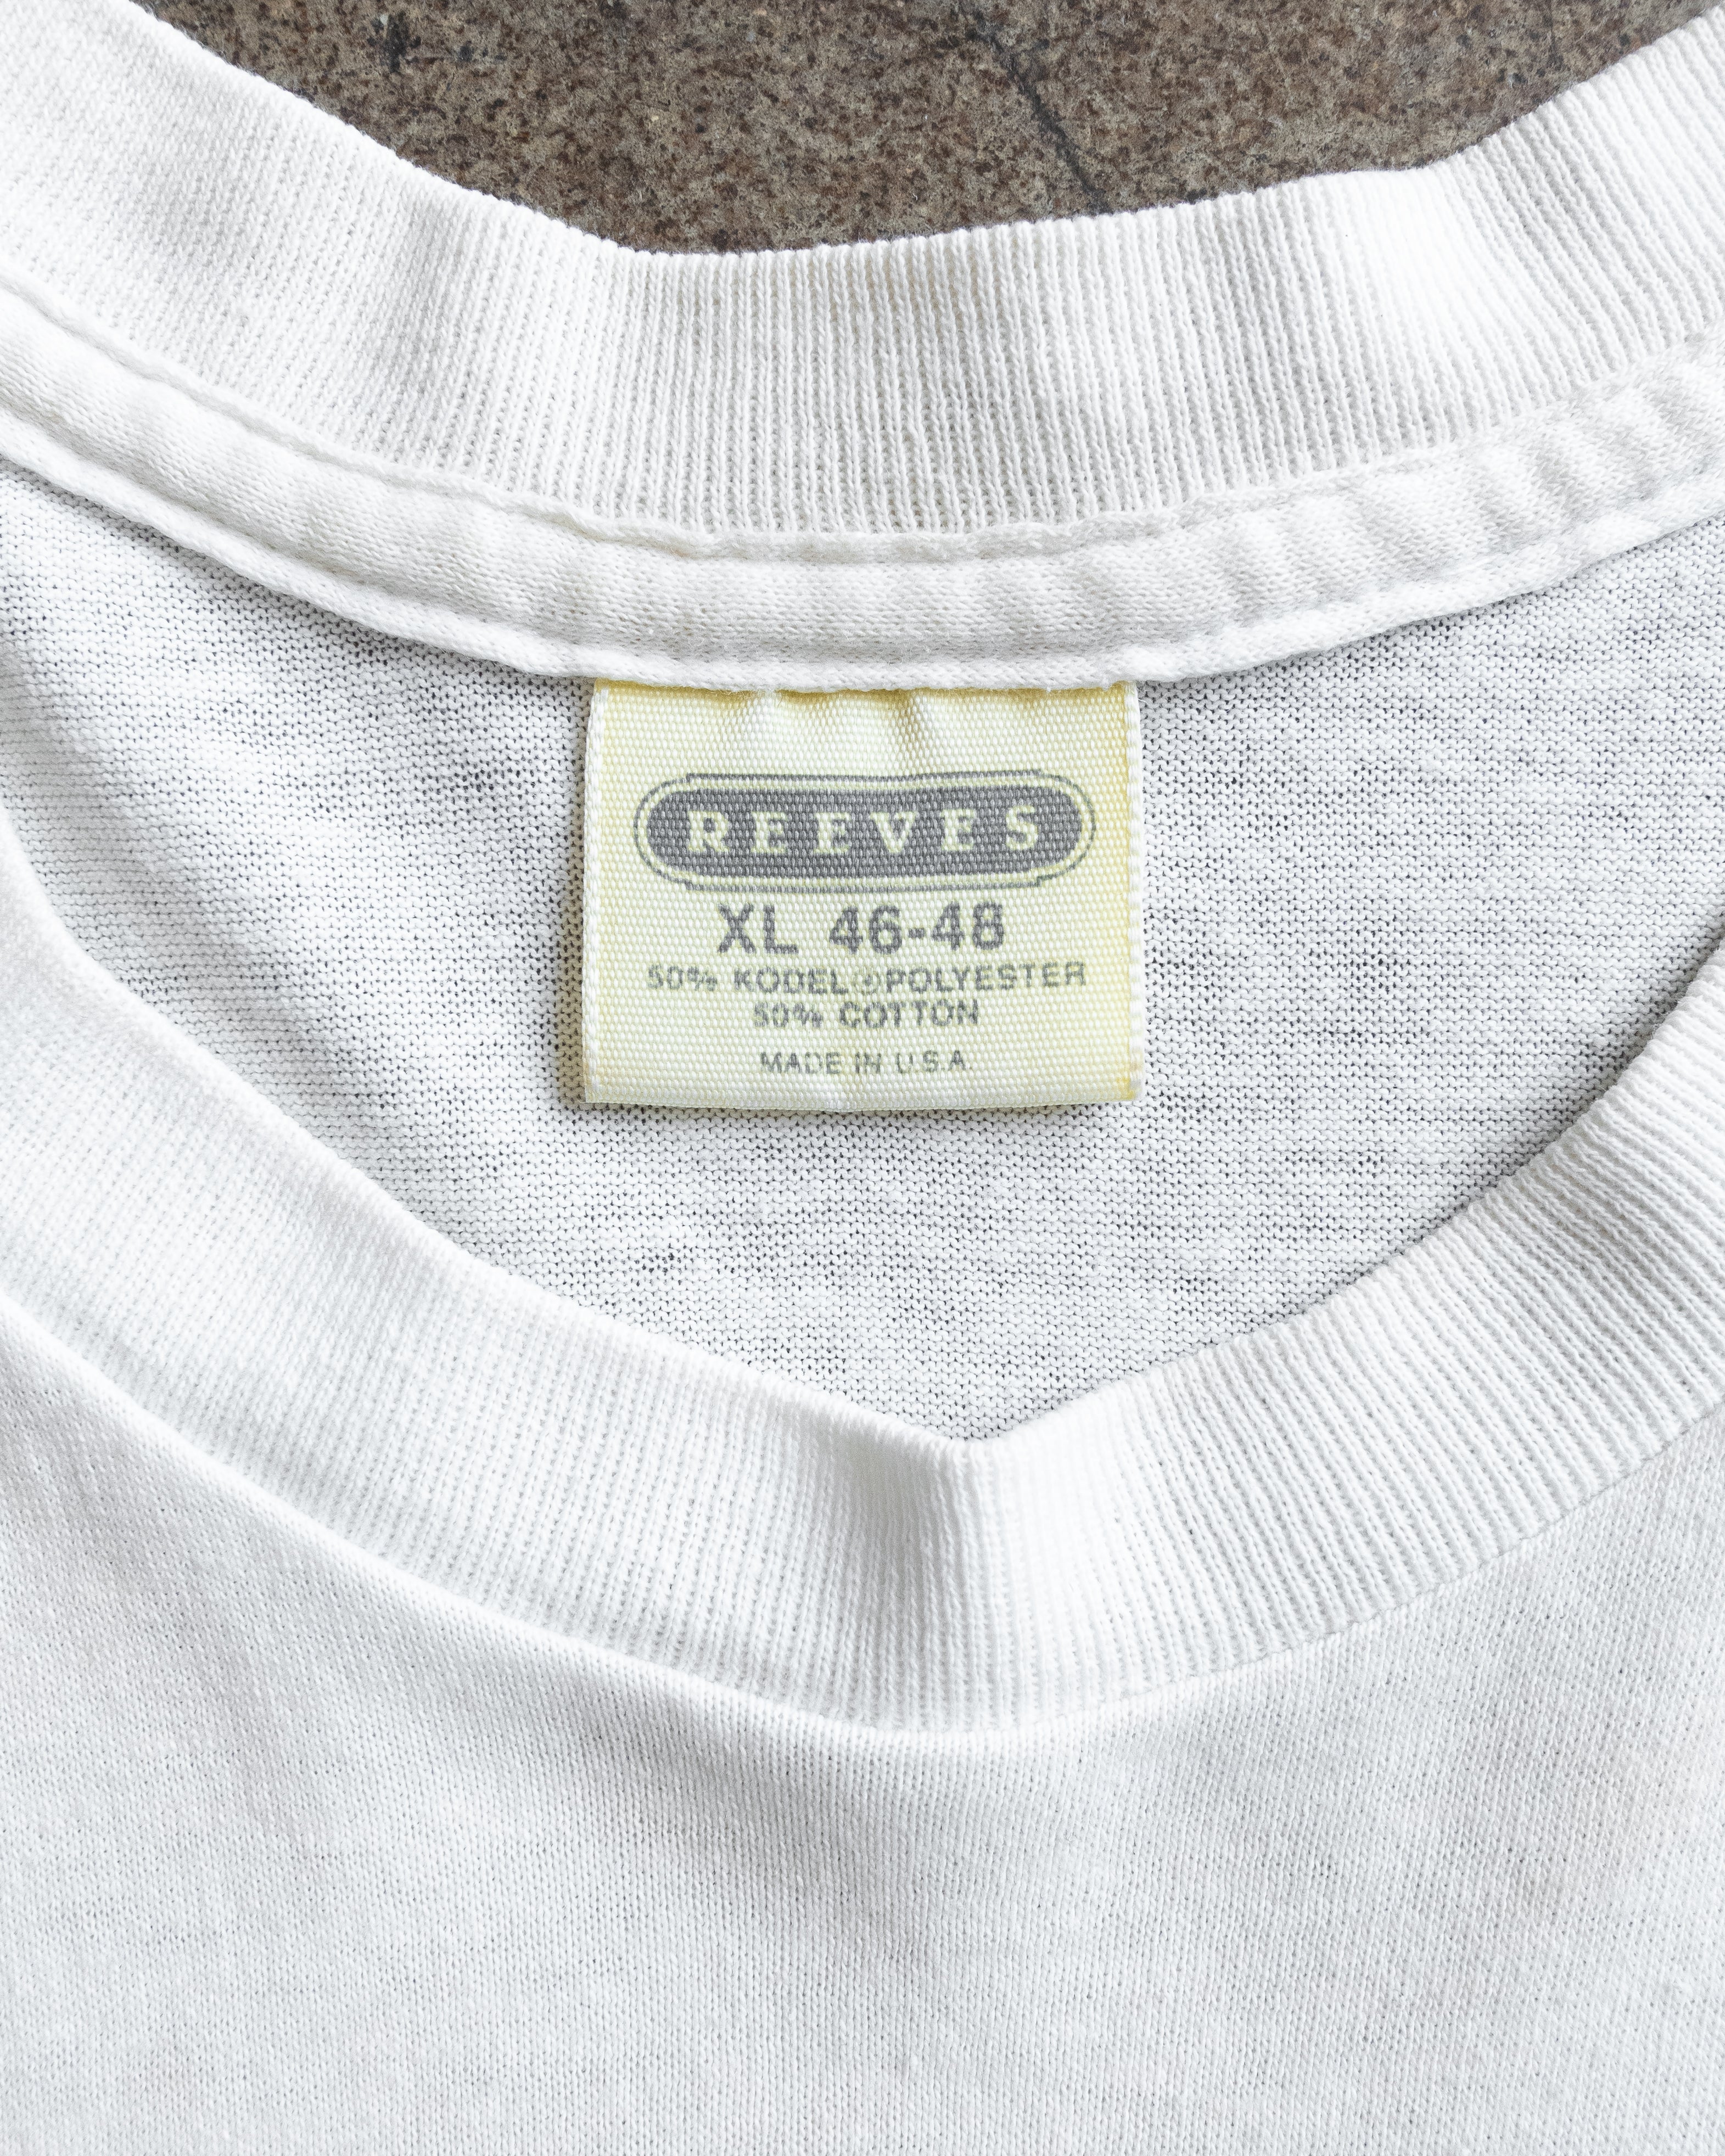 REEVES
XL 46-48
50% KODEL®POLYESTER
50% COTTON
MADE IN U.S.A.